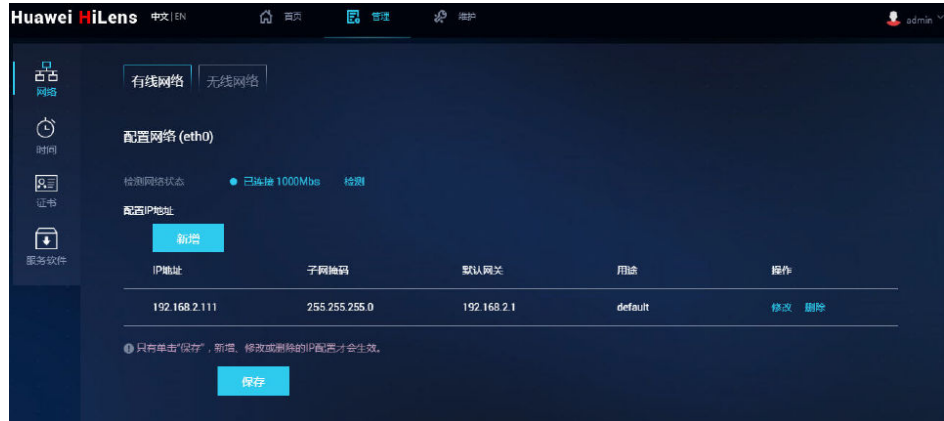 Huawei HiLens 中文|EN 首页 管理 维护 admin
网络
时间
证书
服务软件
有线网络 无线网络
配置网络 (eth0)
检测网络状态 已连接 1000Mbs 检测
配置IP地址
新增
IP地址 子网掩码 默认网关 用途 操作
192.168.2.111 255.255.255.0 192.168.2.1 default 修改 删除
只有单击“保存”，新增、修改或删除的IP配置才会生效。
保存